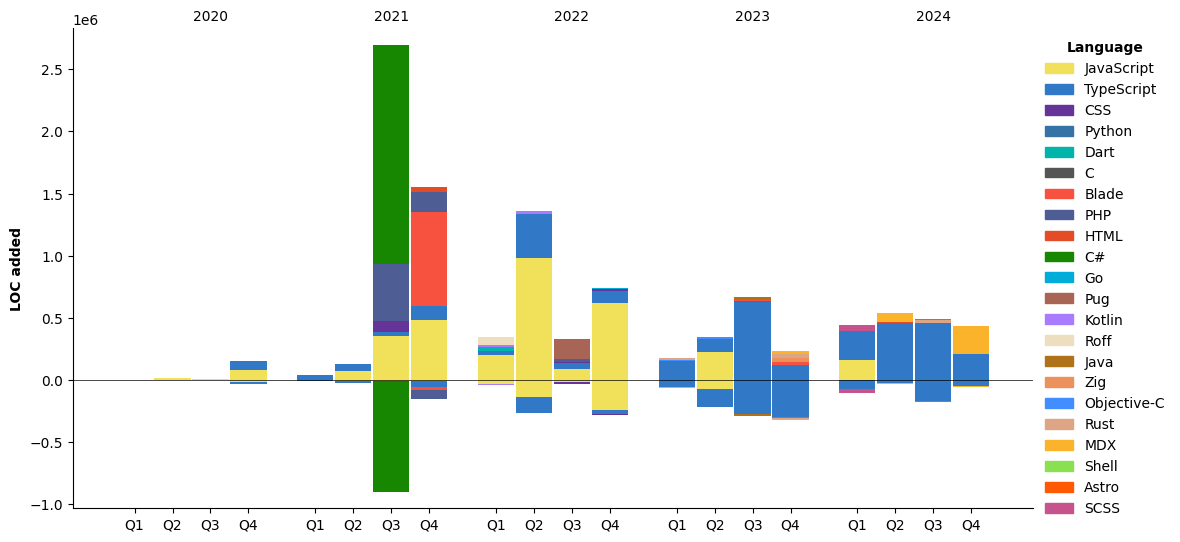 2020 2021 2022 2023 2024
1e6
Language
JavaScript
TypeScript
CSS
Python
Dart
C
Blade
PHP
HTML
C#
Go
Pug
Kotlin
Roff
Java
Zig
Objective-C
Rust
MDX
Shell
Astro
SCSS
LOC added
2.5
2.0
1.5
1.0
0.5
0.0
−0.5
−1.0
Q1 Q2 Q3 Q4 Q1 Q2 Q3 Q4 Q1 Q2 Q3 Q4 Q1 Q2 Q3 Q4 Q1 Q2 Q3 Q4